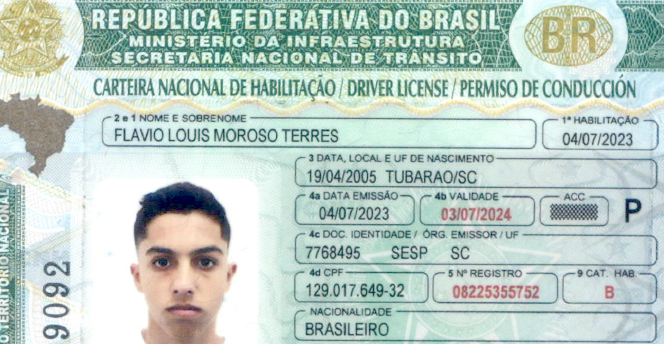 REPÚBLICA FEDERATIVA DO BRASIL
MINISTÉRIO DA INFRAESTRUTURA
SECRETARIA NACIONAL DE TRÂNSITO
BR
CARTEIRA NACIONAL DE HABILITAÇÃO / DRIVER LICENSE / PERMISO DE CONDUCCIÓN
2 e 1 NOME E SOBRENOME
FLAVIO LOUIS MOROSO TERRES
1ª HABILITAÇÃO
04/07/2023
3 DATA, LOCAL E UF DE NASCIMENTO
19/04/2005 TUBARAO/SC
4a DATA EMISSÃO
04/07/2023
4b VALIDADE
03/07/2024
ACC
P
4c DOC. IDENTIDADE / ÓRG. EMISSOR / UF
7768495 SESP SC
4d CPF
129.017.649-32
5 Nº REGISTRO
08225355752
9 CAT. HAB.
B
NACIONALIDADE
BRASILEIRO
O TERRITÓRIO NACIONAL
9092